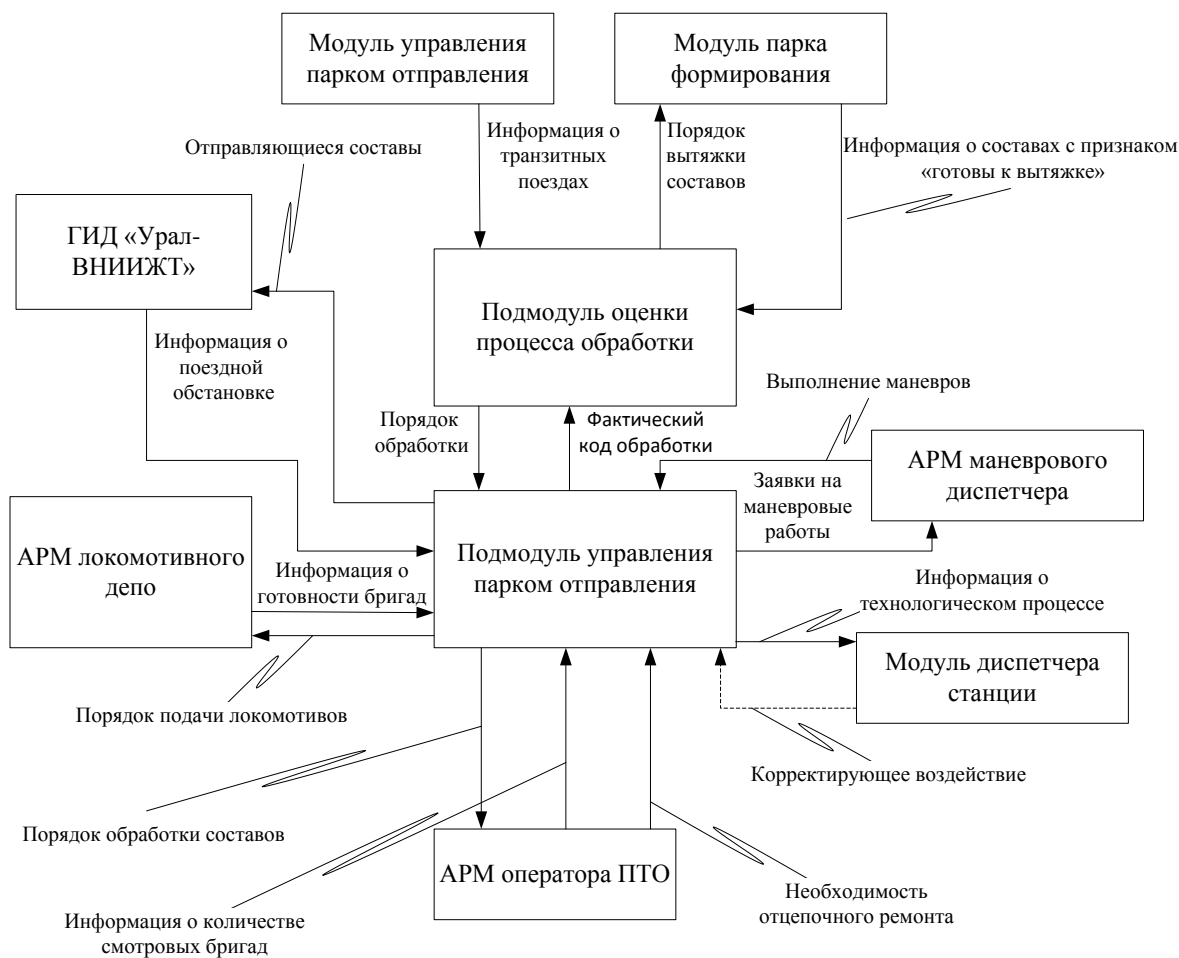 Модуль управления
парком отправления
Модуль парка
формирования
Отправляющиеся составы
Информация о
транзитных
поездах
Порядок
вытяжки
составов
Информация о составах с признаком
«готовы к вытяжке»
ГИД «Урал-
ВНИИЖТ»
Подмодуль оценки
процесса обработки
Информация о
поездной
обстановке
Порядок
обработки
Фактический
код обработки
Выполнение маневров
АРМ маневрового
диспетчера
Заявки на
маневровые
работы
АРМ локомотивного
депо
Информация о
готовности бригад
Подмодуль управления
парком отправления
Информация о
технологическом процессе
Модуль диспетчера
станции
Порядок подачи локомотивов
Корректирующее воздействие
Порядок обработки составов
АРМ оператора ПТО
Информация о количестве
смотровых бригад
Необходимость
отцепочного ремонта